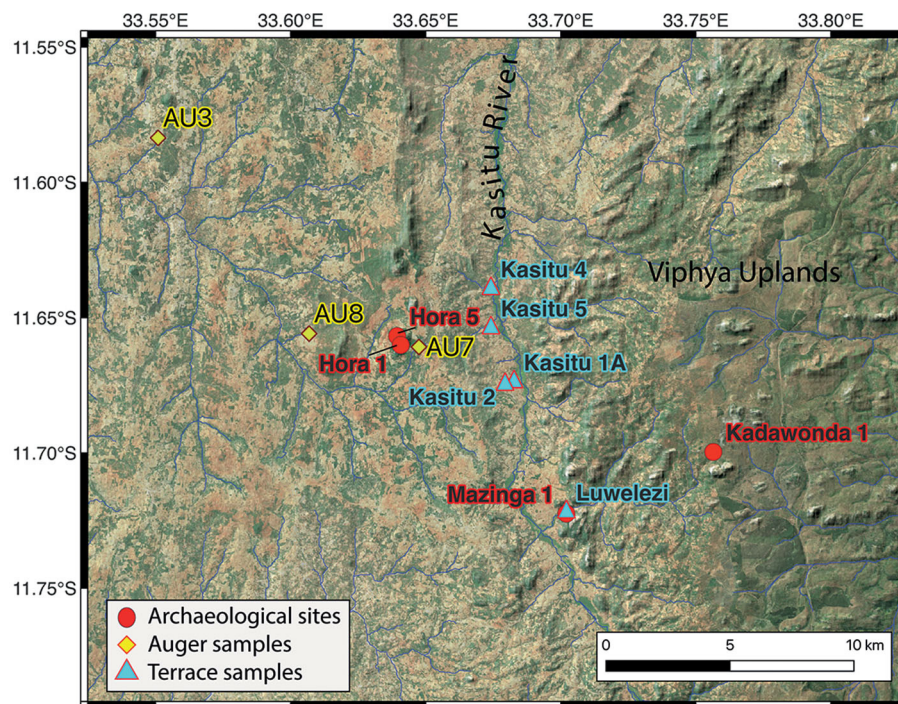 33.55°E 33.60°E 33.65°E 33.70°E 33.75°E 33.80°E
11.55°S
11.60°S
11.65°S
11.70°S
11.75°S
Kasitu River
AU3
Kasitu 4
Viphya Uplands
Kasitu 5
AU8
Hora 5
AU7
Hora 1
Kasitu 1A
Kasitu 2
Kadawonda 1
Mazinga 1
Luwelezi
Archaeological sites
Auger samples
Terrace samples
0 5 10 km